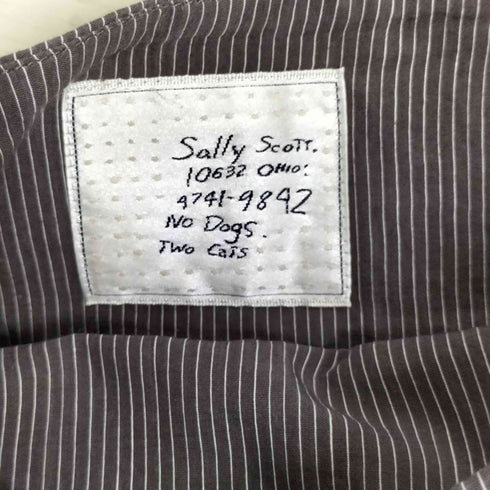 Sally Scott.
10632 Ohio:
4741-9842
No Dogs.
Two Cats